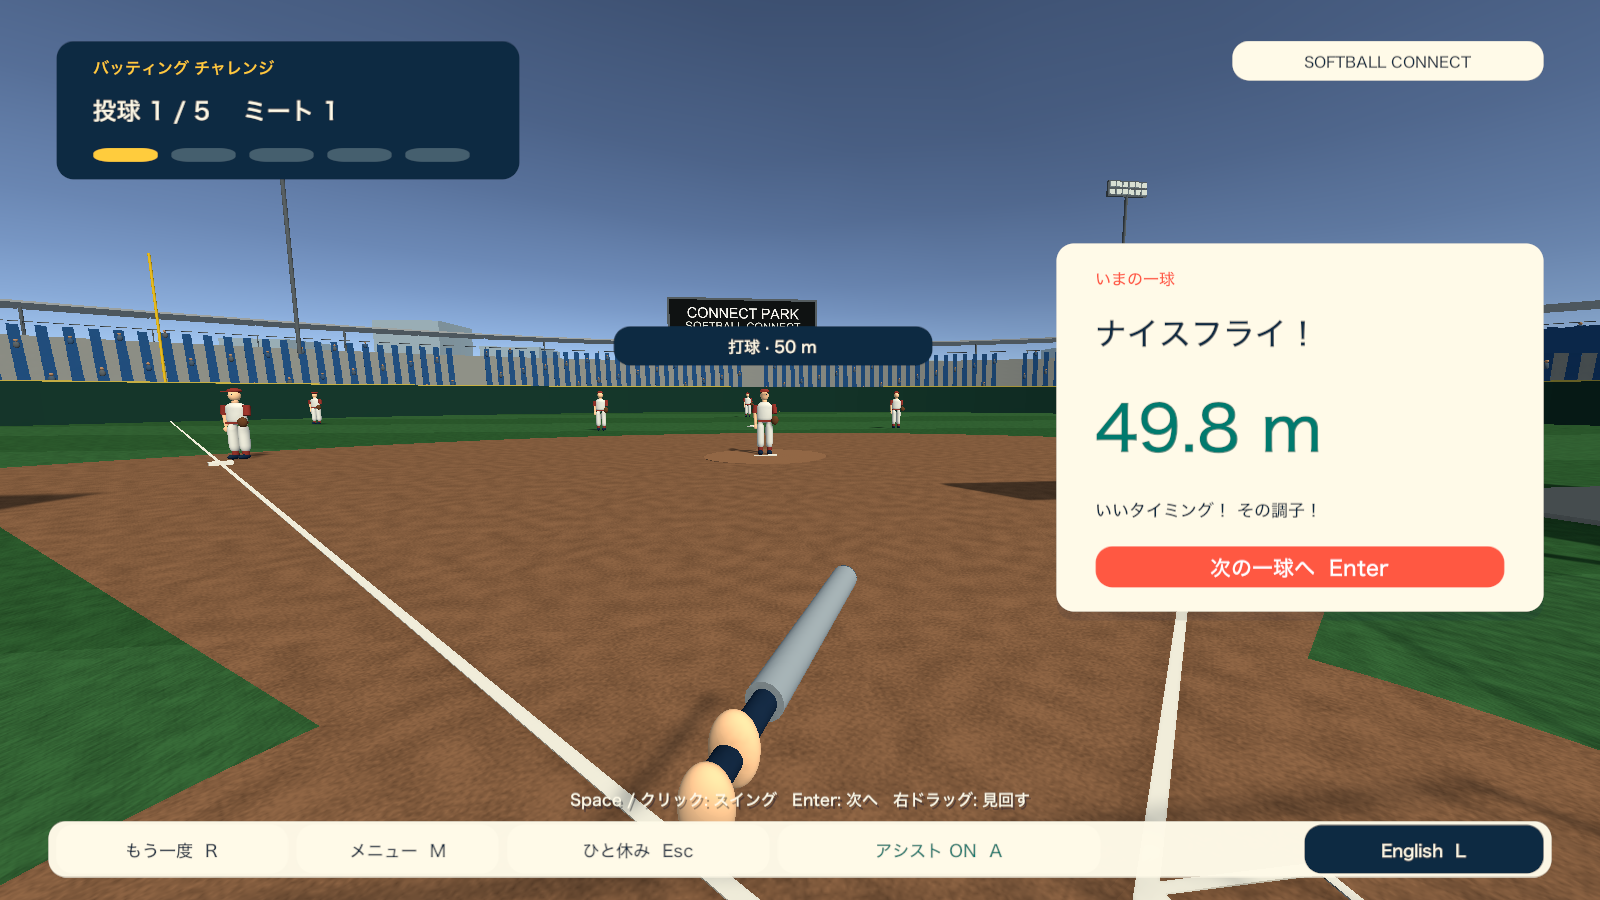 バッティング チャレンジ
投球 1 / 5 ミート 1
SOFTBALL CONNECT
いまの一球
ナイスフライ！
49.8 m
いいタイミング！ その調子！
次の一球へ Enter
CONNECT PARK
SOFTBALL CONNECT
打球 · 50 m
Space / クリック: スイング Enter: 次へ 右ドラッグ: 見回す
もう一度 R
メニュー M
ひと休み Esc
アシスト ON A
English L